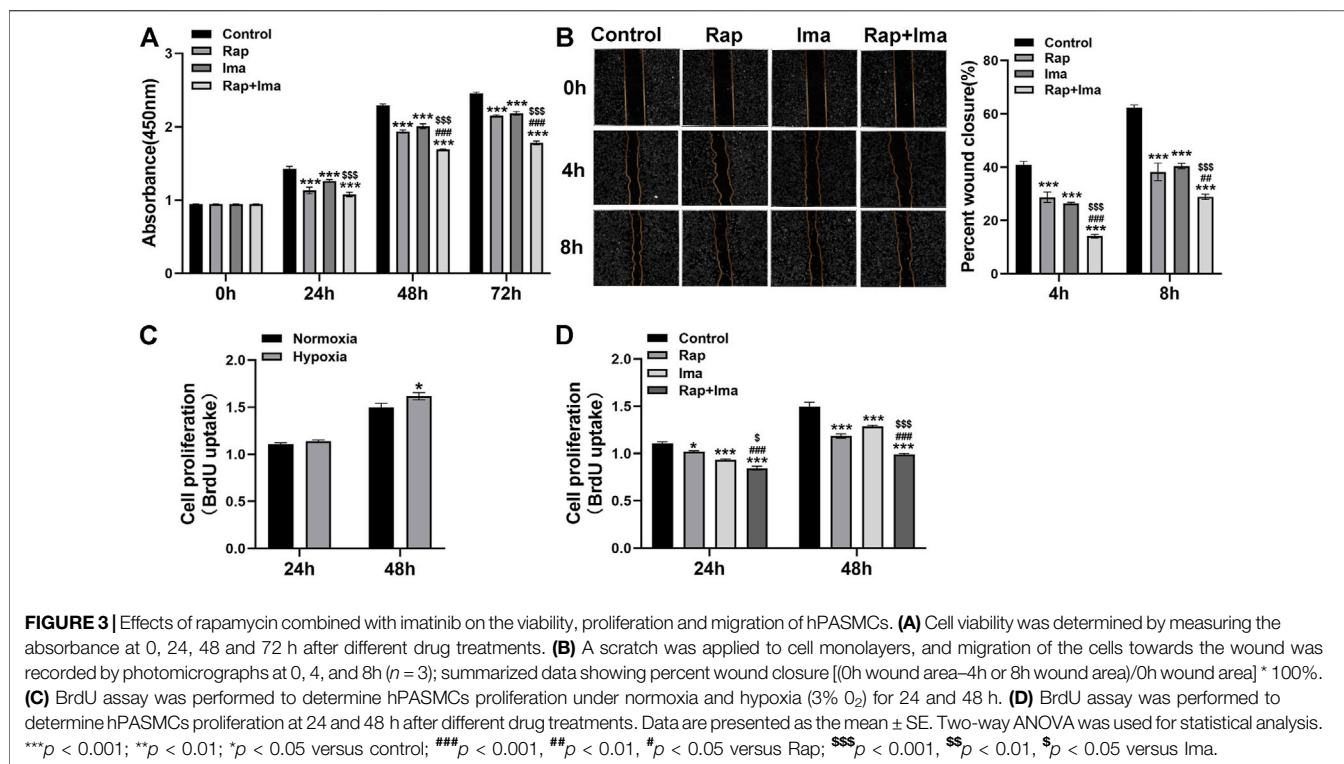 A
Control
Rap
Ima
Rap+Ima
Absorbance(450nm)
3
2
1
0
*** *** $$$ ***
*** *** $$$ ### ***
*** *** $$$ ### ***
0h 24h 48h 72h
B
Control Rap Ima Rap+Ima
0h
4h
8h
Control
Rap
Ima
Rap+Ima
Percent wound closure(%)
80
60
40
20
0
*** *** $$$ ### ***
*** *** $$$ ## ***
4h 8h
C
Normoxia
Hypoxia
Cell proliferation
(BrdU uptake)
2.0
1.5
1.0
0.5
0.0
*
24h 48h
D
Control
Rap
Ima
Rap+Ima
Cell proliferation
(BrdU uptake)
2.0
1.5
1.0
0.5
0.0
* *** $ ### ***
*** *** $$$ ### ***
24h 48h
FIGURE 3 | Effects of rapamycin combined with imatinib on the viability, proliferation and migration of hPASMCs. (A) Cell viability was determined by measuring the
absorbance at 0, 24, 48 and 72 h after different drug treatments. (B) A scratch was applied to cell monolayers, and migration of the cells towards the wound was
recorded by photomicrographs at 0, 4, and 8h (n = 3); summarized data showing percent wound closure [(0h wound area–4h or 8h wound area)/0h wound area] * 100%.
(C) BrdU assay was performed to determine hPASMCs proliferation under normoxia and hypoxia (3% 0₂) for 24 and 48 h. (D) BrdU assay was performed to
determine hPASMCs proliferation at 24 and 48 h after different drug treatments. Data are presented as the mean ± SE. Two-way ANOVA was used for statistical analysis.
***p < 0.001; **p < 0.01; *p < 0.05 versus control; ###p < 0.001, ##p < 0.01, #p < 0.05 versus Rap; $$$p < 0.001, $$p < 0.01, $p < 0.05 versus Ima.